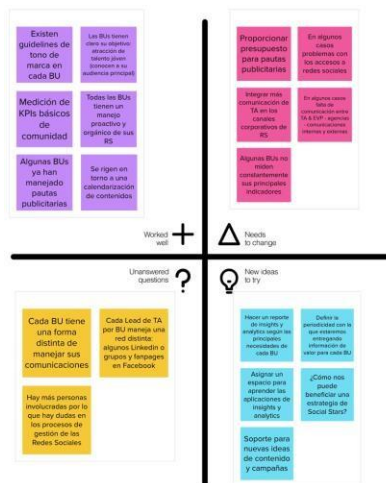 Existen
guidelines de
tono de
marca en
cada BU
Las BUs tienen
claro su objetivo:
atracción de
talento jóven
(conocen a su
audiencia principal)
Medición de
KPIs básicos
de
comunidad
Todas las BUs
tienen un
manejo
proactivo y
orgánico de sus
RS
Algunas BUs
ya han
manejado
pautas
publicitarias
Se rigen en
torno a una
calendarización
de contenidos
Proporcionar
presupuesto
para pautas
publicitarias
En algunos
casos
problemas con
los accesos a
redes sociales
Integrar más
comunicación de
TA en los
canales
corporativos de
RS
En algunos casos
falta de
comunicación entre
TA & EVP - agencias
- comunicaciones
internas y externas
Algunas BUs no
miden
constantemente
sus principales
indicadores
Worked
well
Needs
to change
Unanswered
questions
New ideas
to try
Cada BU tiene
una forma
distinta de
manejar sus
comunicaciones
Cada Lead de TA
por BU maneja una
red distinta:
algunos Linkedin o
grupos y fanpages
en Facebook
Hay más personas
involucradas por lo
que hay dudas en
los procesos de
gestión de las
Redes Sociales
Hacer un reporte
de insights y
analytics según las
principales
necesidades de
cada BU
Definir la
periodicidad con la
que estaremos
entregando
información de
valor para cada BU
Asignar un
espacio para
aprender las
aplicaciones de
insights y
analytics
¿Cómo nos
puede
beneficiar una
estrategia de
Social Stars?
Soporte para
nuevas ideas
de contenido y
campañas